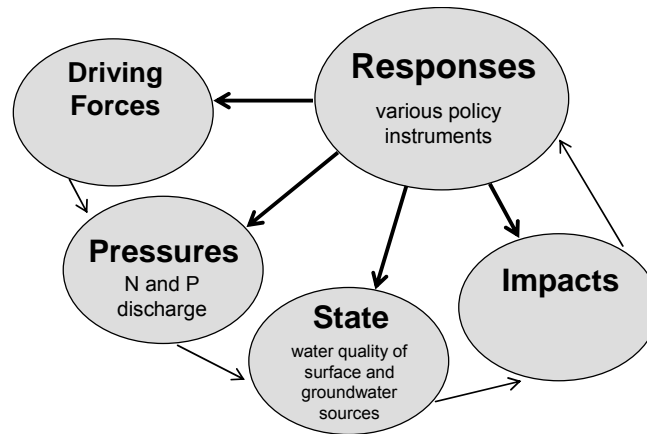 Driving
Forces
Responses
various policy
instruments
Pressures
N and P
discharge
State
water quality of
surface and
groundwater
sources
Impacts